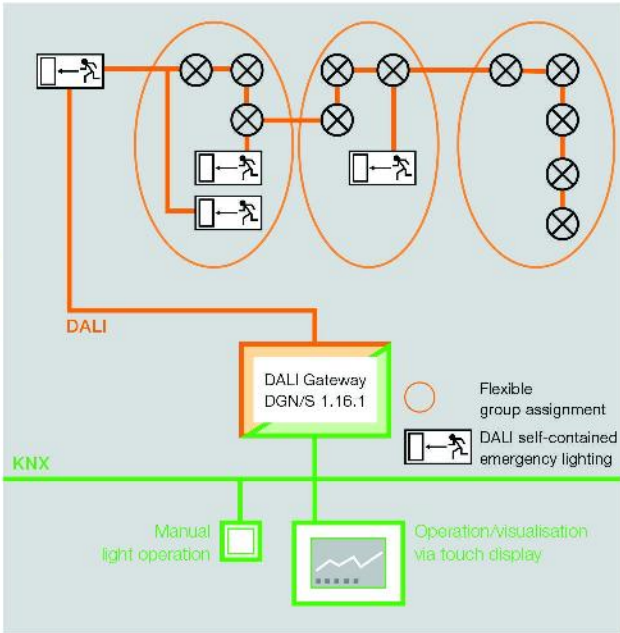 DALI
DALI Gateway
DGN/S 1.16.1
Flexible
group assignment
DALI self-contained
emergency lighting
KNX
Manual
light operation
Operation/visualisation
via touch display